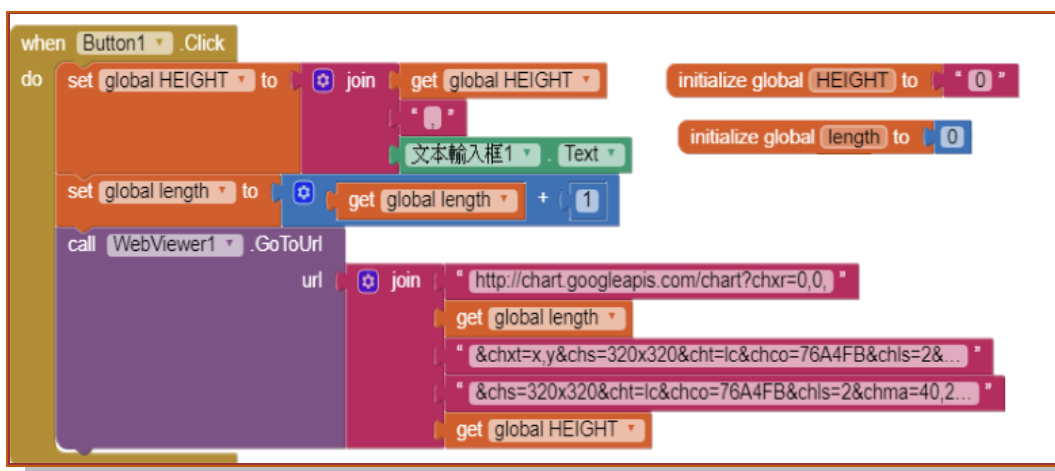 when Button1 .Click
do set global HEIGHT to join get global HEIGHT
" , "
文本輸入框1 . Text
set global length to get global length + 1
call WebViewer1 .GoToUrl
url join " http://chart.googleapis.com/chart?chxr=0,0, "
get global length
" &chxt=x,y&chs=320x320&cht=lc&chco=76A4FB&chls=2&... "
" &chs=320x320&cht=lc&chco=76A4FB&chls=2&chma=40,2... "
get global HEIGHT
initialize global HEIGHT to " 0 "
initialize global length to 0